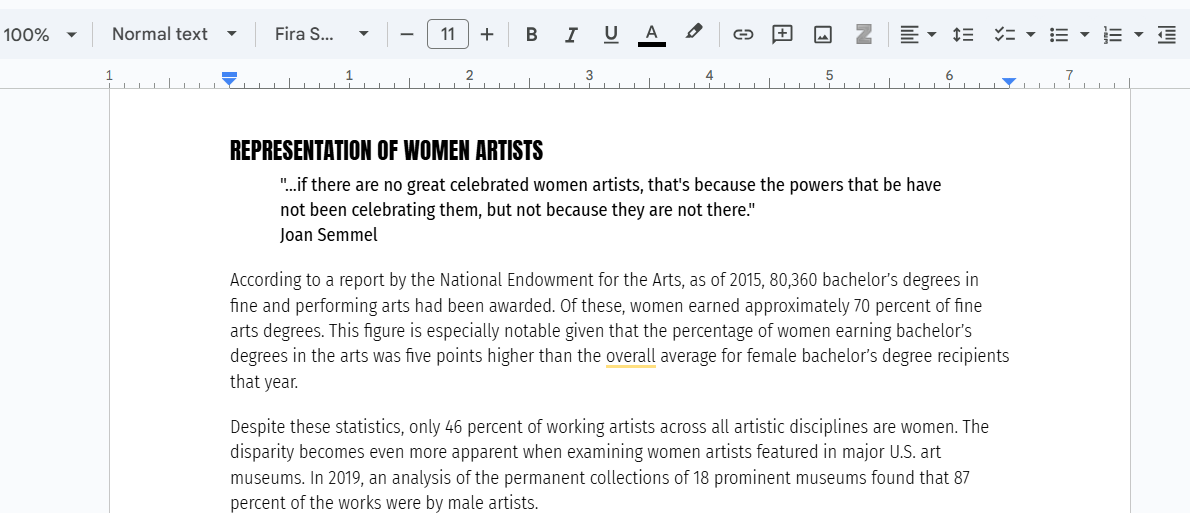 100% Normal text Fira S... 11 B I U A
1 1 2 3 4 5 6 7
REPRESENTATION OF WOMEN ARTISTS
"...if there are no great celebrated women artists, that's because the powers that be have
not been celebrating them, but not because they are not there."
Joan Semmel
According to a report by the National Endowment for the Arts, as of 2015, 80,360 bachelor’s degrees in
fine and performing arts had been awarded. Of these, women earned approximately 70 percent of fine
arts degrees. This figure is especially notable given that the percentage of women earning bachelor’s
degrees in the arts was five points higher than the overall average for female bachelor’s degree recipients
that year.
Despite these statistics, only 46 percent of working artists across all artistic disciplines are women. The
disparity becomes even more apparent when examining women artists featured in major U.S. art
museums. In 2019, an analysis of the permanent collections of 18 prominent museums found that 87
percent of the works were by male artists.